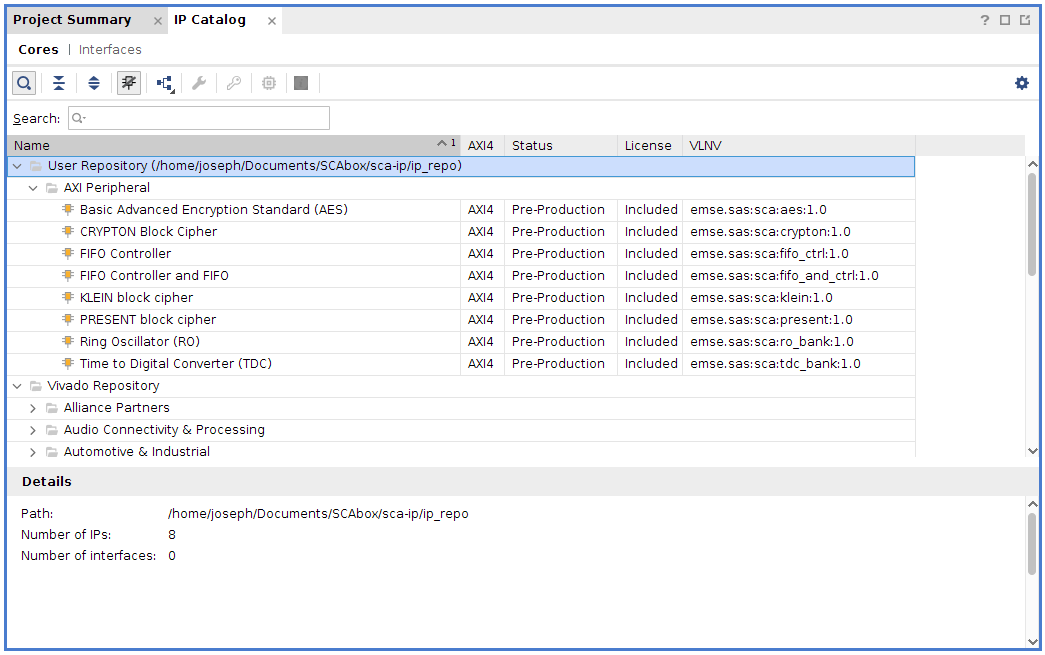 Project Summary × IP Catalog × ?
Cores | Interfaces
Search:
Name 1 AXI4 Status License VLNV
User Repository (/home/joseph/Documents/SCAbox/sca-ip/ip_repo)
AXI Peripheral
Basic Advanced Encryption Standard (AES) AXI4 Pre-Production Included emse.sas:sca:aes:1.0
CRYPTON Block Cipher AXI4 Pre-Production Included emse.sas:sca:crypton:1.0
FIFO Controller AXI4 Pre-Production Included emse.sas:sca:fifo_ctrl:1.0
FIFO Controller and FIFO AXI4 Pre-Production Included emse.sas:sca:fifo_and_ctrl:1.0
KLEIN block cipher AXI4 Pre-Production Included emse.sas:sca:klein:1.0
PRESENT block cipher AXI4 Pre-Production Included emse.sas:sca:present:1.0
Ring Oscillator (RO) AXI4 Pre-Production Included emse.sas:sca:ro_bank:1.0
Time to Digital Converter (TDC) AXI4 Pre-Production Included emse.sas:sca:tdc_bank:1.0
Vivado Repository
Alliance Partners
Audio Connectivity & Processing
Automotive & Industrial
Details
Path: /home/joseph/Documents/SCAbox/sca-ip/ip_repo
Number of IPs: 8
Number of interfaces: 0